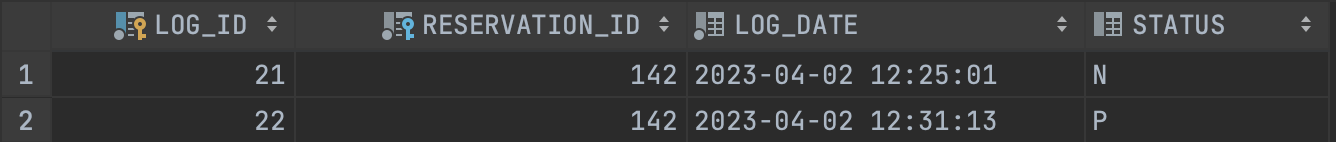 LOG_ID RESERVATION_ID LOG_DATE STATUS
1 21 142 2023-04-02 12:25:01 N
2 22 142 2023-04-02 12:31:13 P